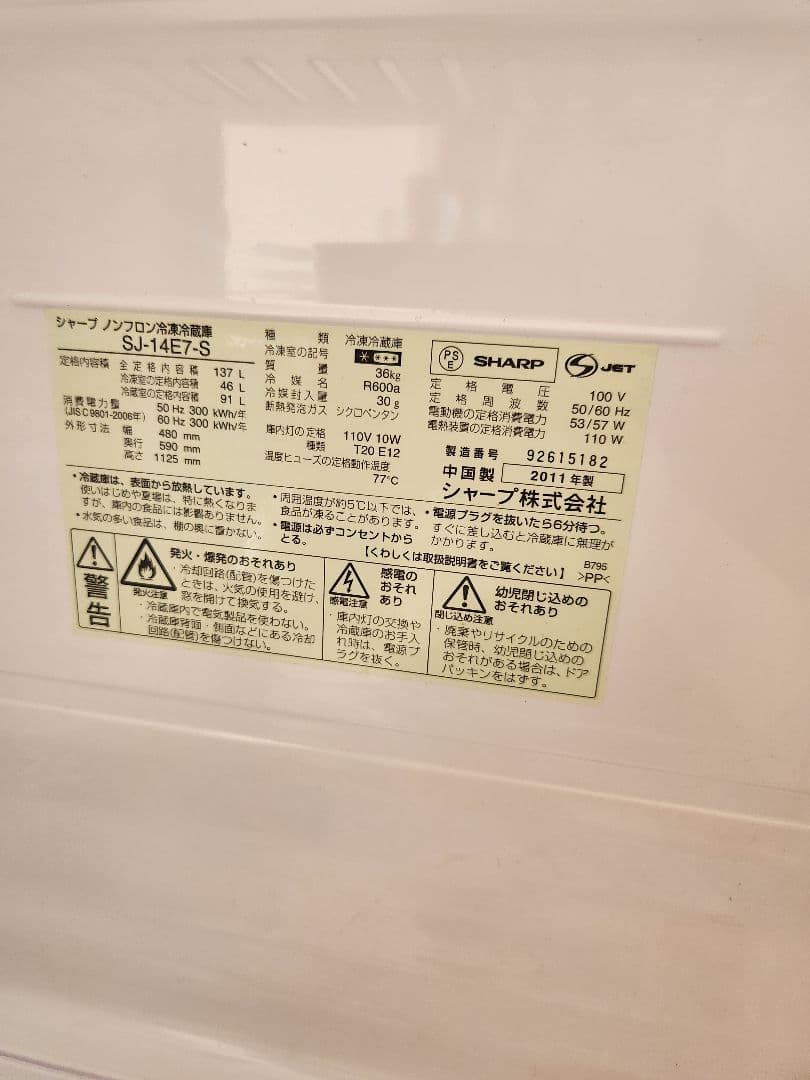 シャープ ノンフロン冷凍冷蔵庫
SJ-14E7-S
定格内容積 全定格内容積 137 L
冷凍室の定格内容積 46 L
冷蔵室の定格内容積 91 L
消費電力量 50 Hz 300 kWh/年
(JIS C 9801-2006年) 60 Hz 300 kWh/年
外形寸法 幅 480 mm
奥行 590 mm
高さ 1125 mm
種類 冷凍冷蔵庫
冷凍室の記号
質量 36kg
冷媒名 R600a
冷媒封入量 30 g
断熱発泡ガス シクロペンタン
庫内灯の定格 110V 10W
種類 T20 E12
温度ヒューズの定格動作温度
77℃
PSE SHARP JET
定格電圧 100 V
定格周波数 50/60 Hz
電動機の定格消費電力 53/57 W
電熱装置の定格消費電力 110 W
製造番号 92615182
中国製 2011年製
シャープ株式会社
・冷蔵庫は、表面から放熱しています。
使いはじめや夏場は、特に熱くなりま
すが、庫内の食品には影響ありません。
・水気の多い食品は、棚の奥に置かない。
・周囲温度が約5℃以下では、
食品が凍ることがあります。
・電源は必ずコンセントから
とる。
・電源プラグを抜いたら6分待つ。
すぐに差し込むと冷蔵庫に無理が
かかります。
【くわしくは取扱説明書をご覧ください】
B795
>PP<
警告
発火注意
発火・爆発のおそれあり
・冷却回路(配管)を傷つけた
ときは、火気の使用を避け、
窓を開けて換気する。
・冷蔵庫内で電気製品を使わない。
・冷蔵庫背面・側面などにある冷却
回路(配管)を傷つけない。
感電注意
感電の
おそれ
あり
・庫内灯の交換や
冷蔵庫のお手入
れ時は、電源プ
ラグを抜く。
閉じ込め注意
幼児閉じ込めの
おそれあり
・廃棄やリサイクルのための
保管時、幼児閉じ込めの
おそれがある場合は、ドア
パッキンをはずす。